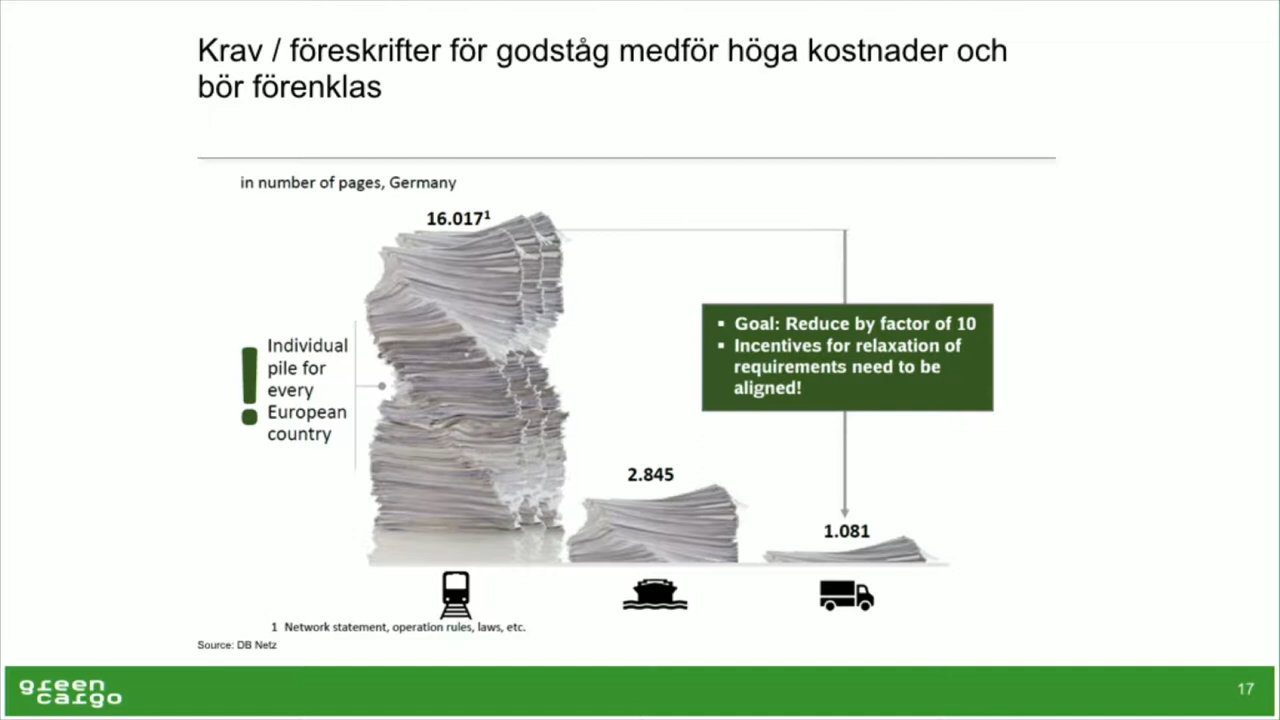 Krav / föreskrifter för godståg medför höga kostnader och
bör förenklas
in number of pages, Germany
16.017¹
Individual
pile for
every
European
country
▪ Goal: Reduce by factor of 10
▪ Incentives for relaxation of
requirements need to be
aligned!
2.845
1.081
1 Network statement, operation rules, laws, etc.
Source: DB Netz
green
cargo
17